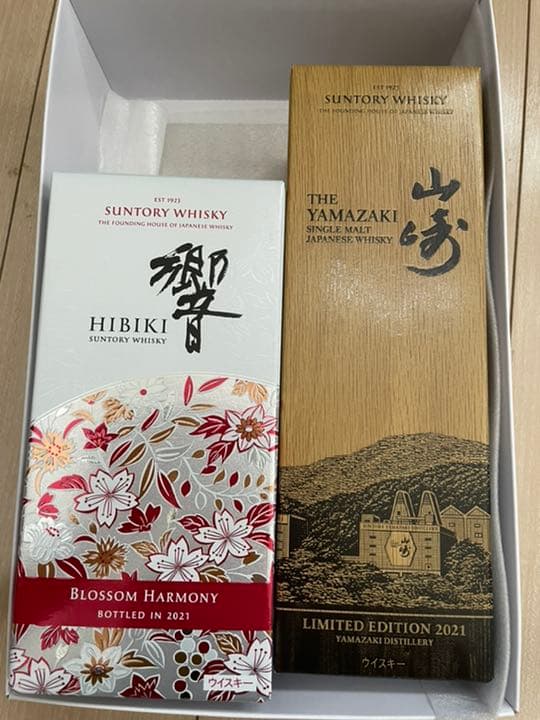 EST 1923
SUNTORY WHISKY
THE FOUNDING HOUSE OF JAPANESE WHISKY
響
HIBIKI
SUNTORY WHISKY
BLOSSOM HARMONY
BOTTLED IN 2021
ウイスキー
EST 1923
SUNTORY WHISKY
THE FOUNDING HOUSE OF JAPANESE WHISKY
THE
YAMAZAKI
SINGLE MALT
JAPANESE WHISKY
山崎
山崎
LIMITED EDITION 2021
YAMAZAKI DISTILLERY
ウイスキー